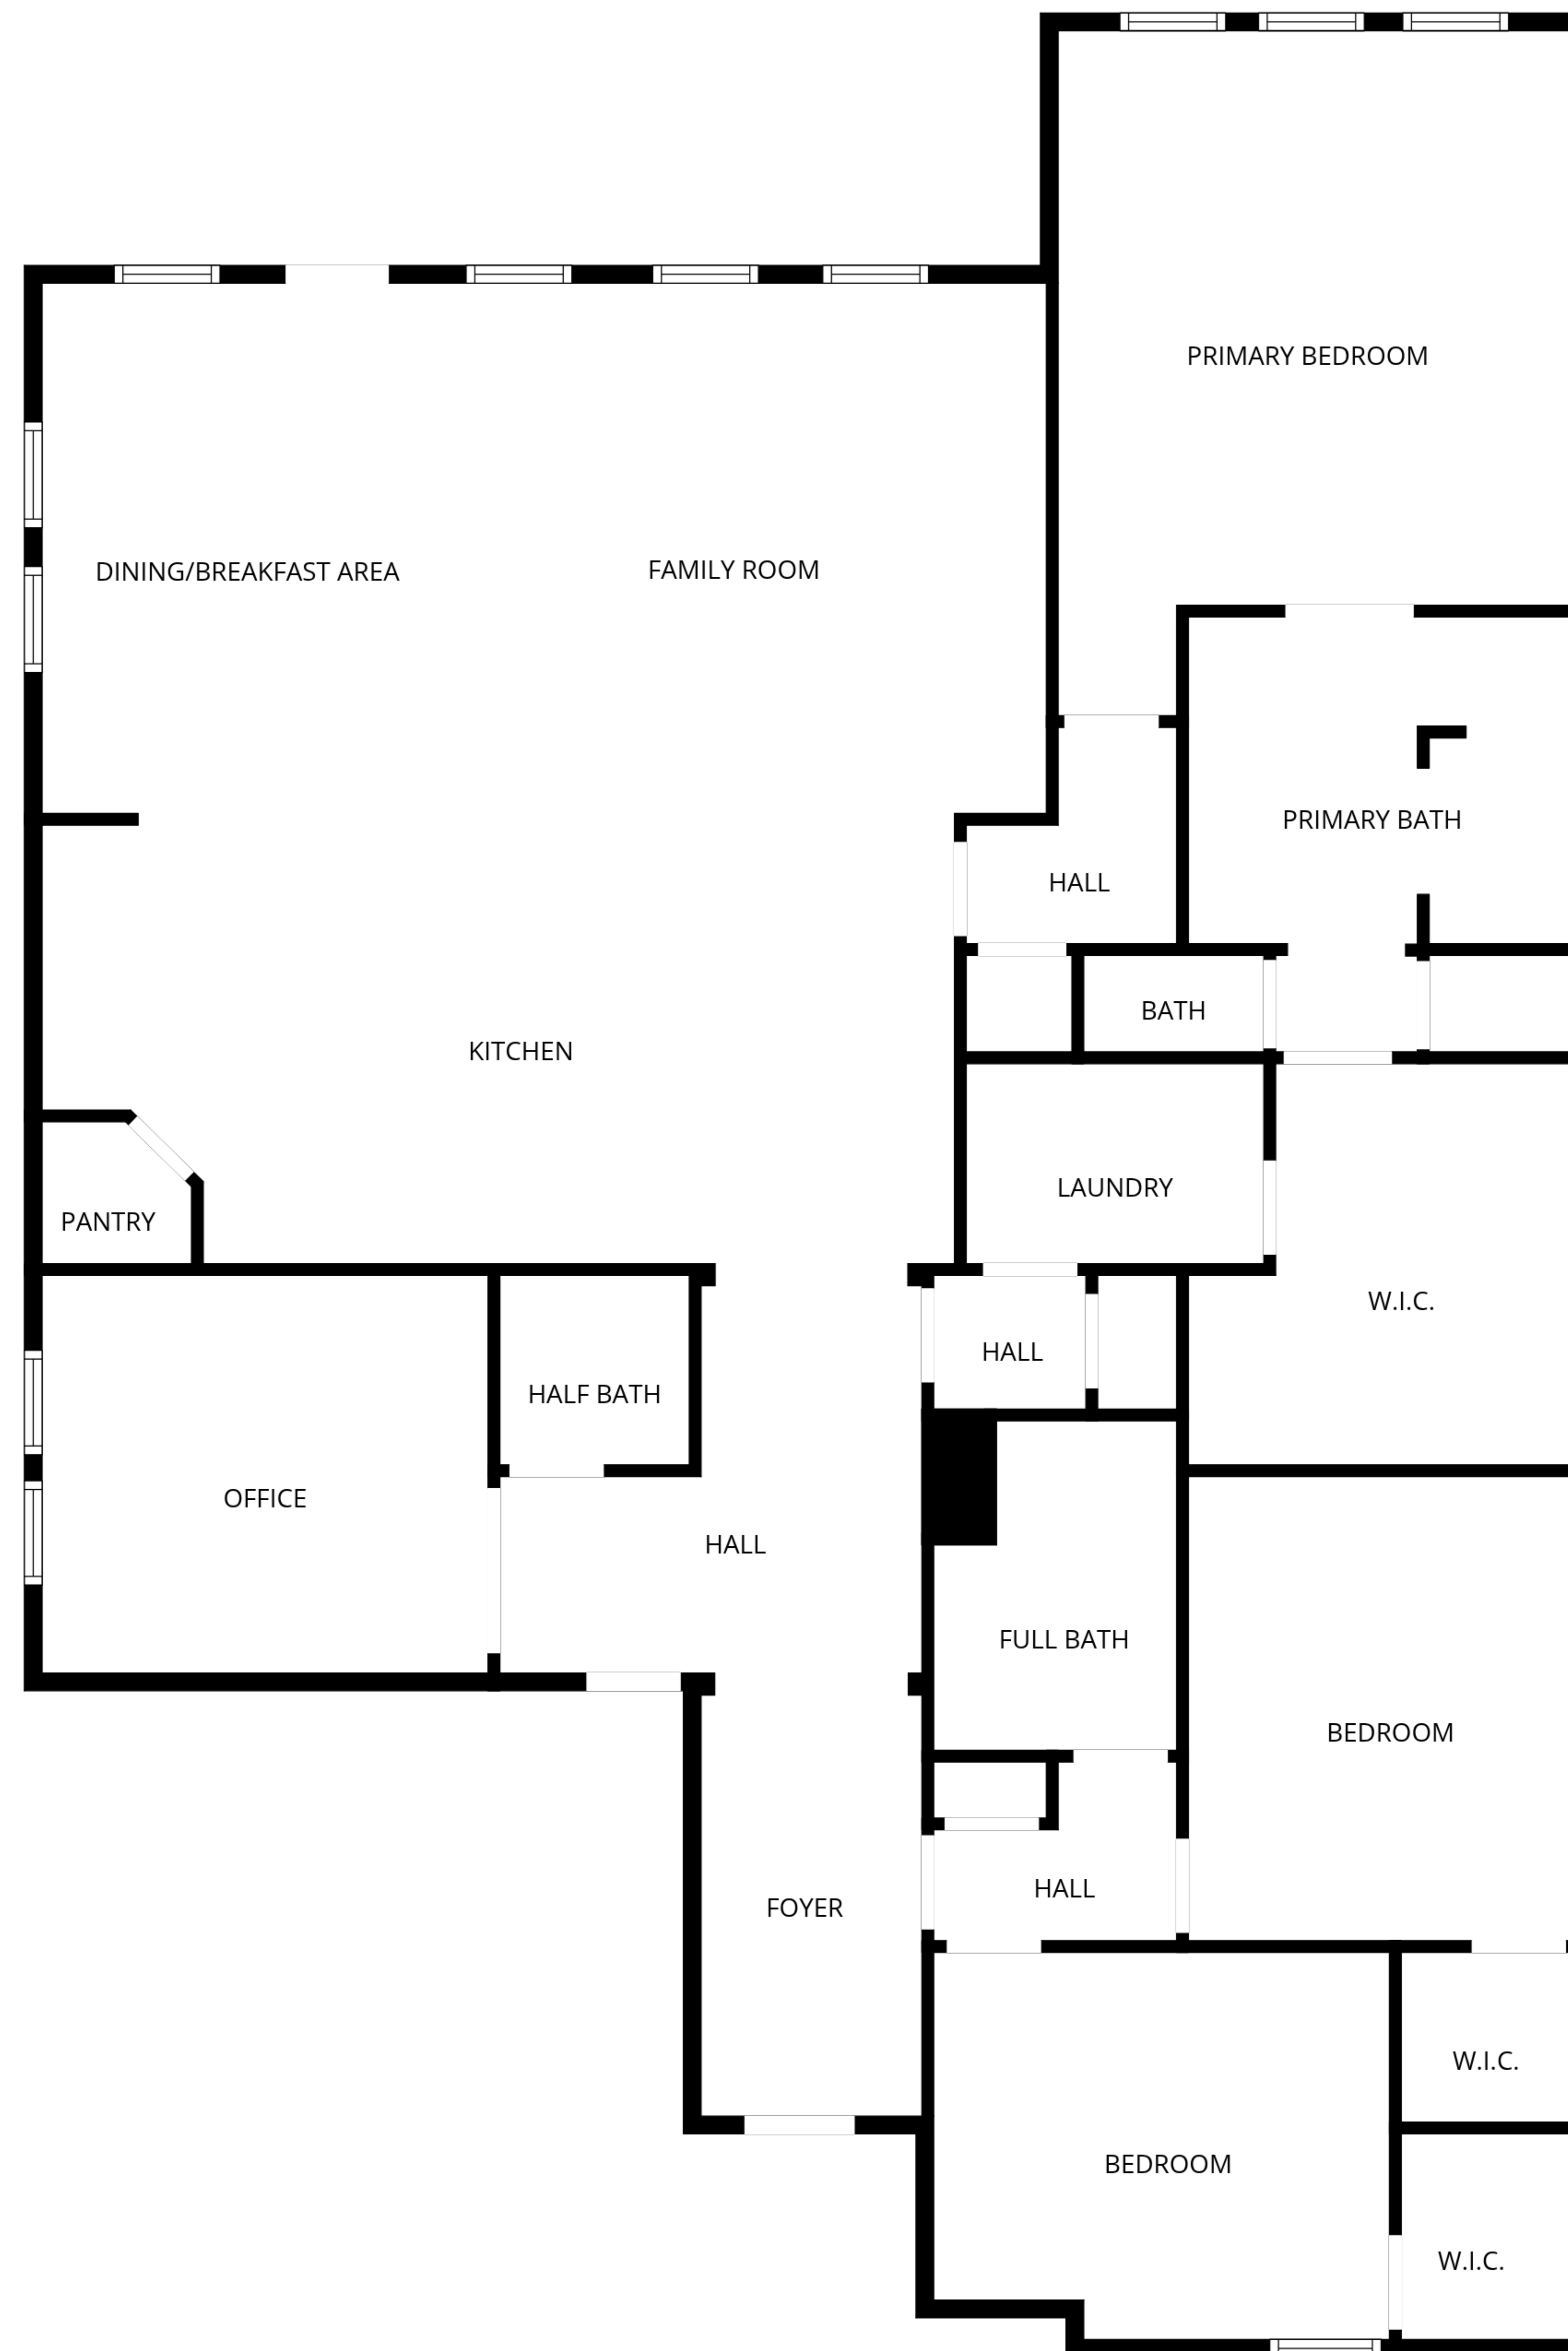 PRIMARY BEDROOM
DINING/BREAKFAST AREA
FAMILY ROOM
PRIMARY BATH
HALL
BATH
KITCHEN
LAUNDRY
PANTRY
W.I.C.
HALL
HALF BATH
OFFICE
HALL
FULL BATH
BEDROOM
HALL
FOYER
W.I.C.
BEDROOM
W.I.C.